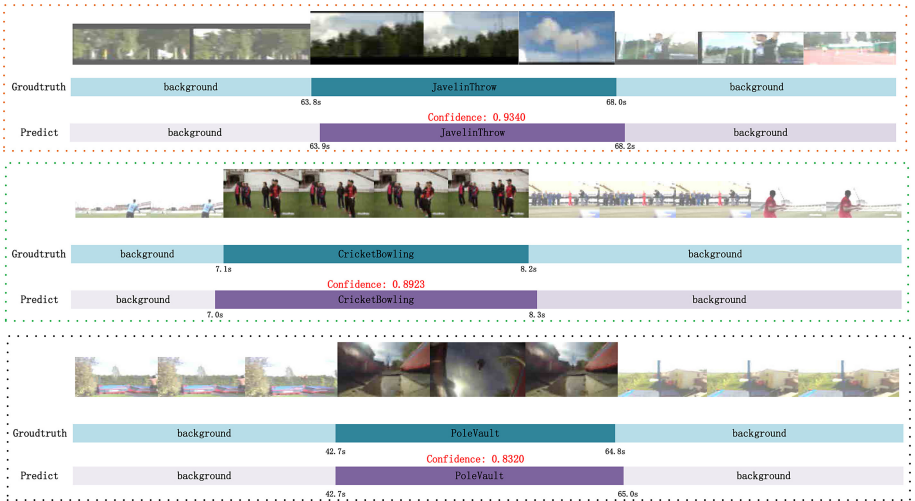 Groudtruth background JavelinThrow background
63.8s 68.0s
Confidence: 0.9340
Predict background JavelinThrow background
63.9s 68.2s
Groudtruth background CricketBowling background
7.1s 8.2s
Confidence: 0.8923
Predict background CricketBowling background
7.0s 8.3s
Groudtruth background PoleVault background
42.7s 64.8s
Confidence: 0.8320
Predict background PoleVault background
42.7s 65.0s